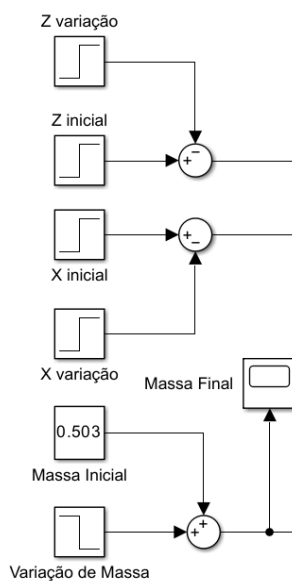 Z variação
Z inicial
X inicial
X variação
Massa Final
0.503
Massa Inicial
Variação de Massa